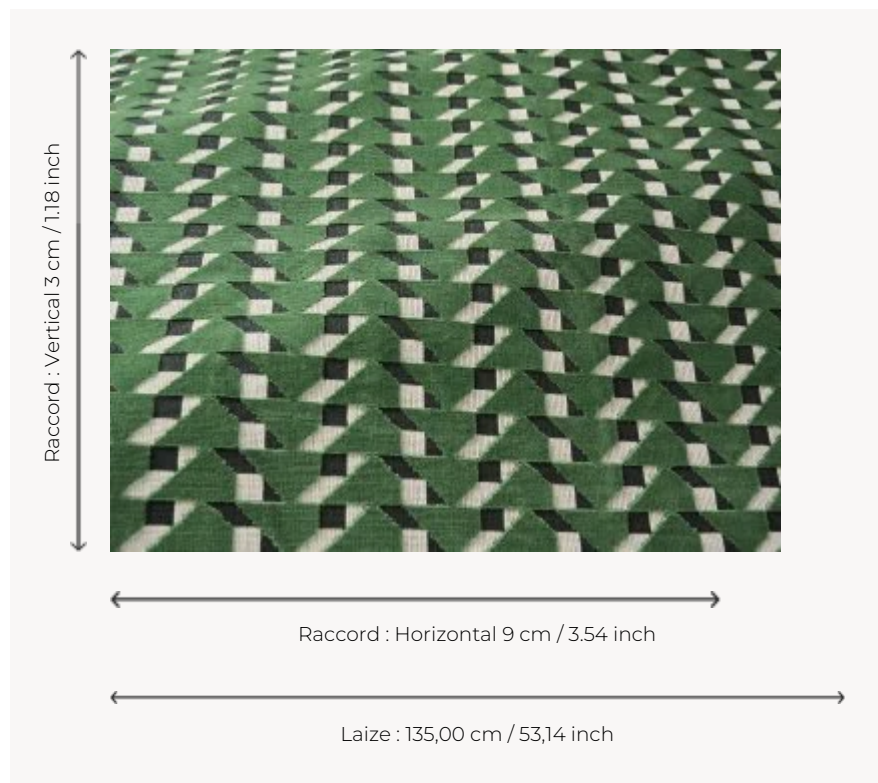 Raccord : Vertical 3 cm / 1.18 inch
Raccord : Horizontal 9 cm / 3.54 inch
Laize : 135,00 cm / 53,14 inch